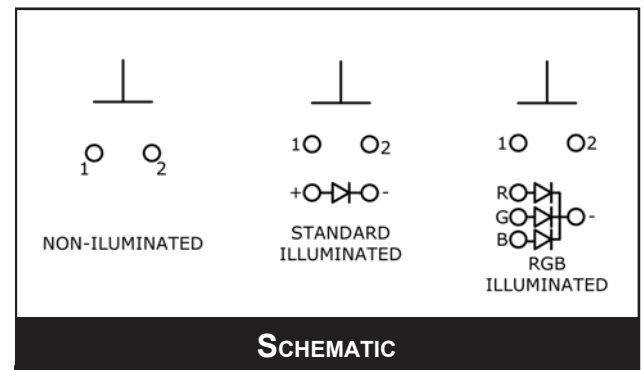 1 2
NON-ILUMINATED
1 2
+ -
STANDARD
ILLUMINATED
1 2
R
G -
B
RGB
ILLUMINATED
SCHEMATIC